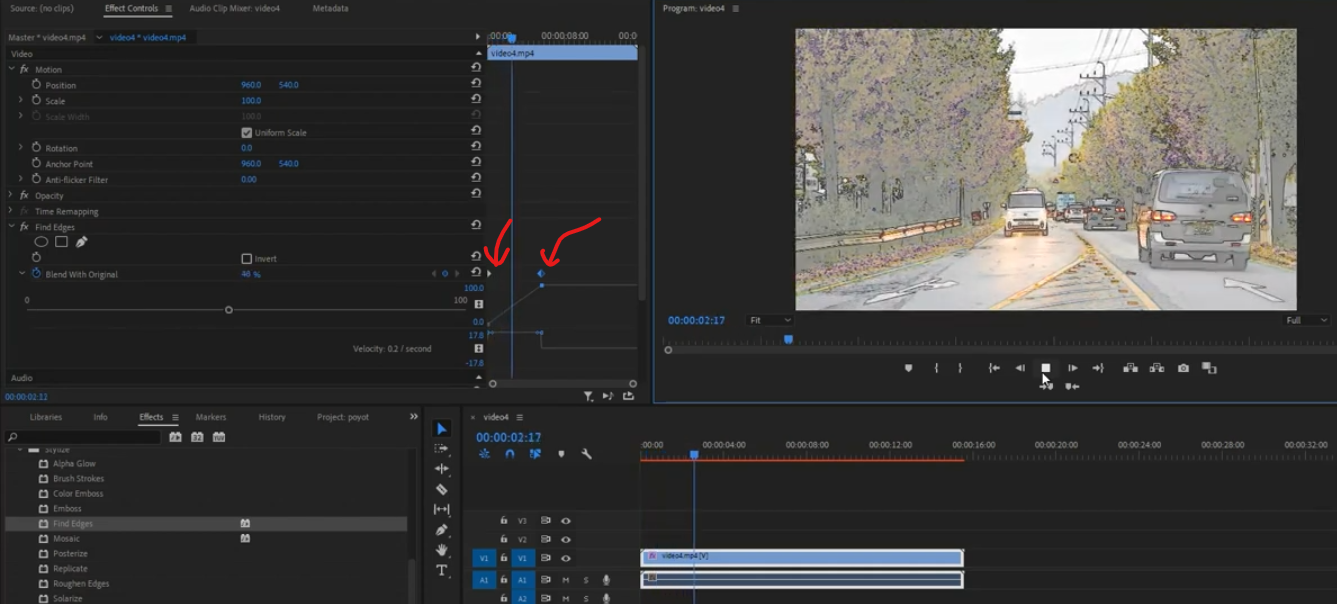 Source: (no clips) Effect Controls Audio Clip Mixer: video4 Metadata
Program: video4
Master * video4.mp4 video4 * video4.mp4
:00:00 00:00:08:00 00:0
Video
video4.mp4
fx Motion
Position 960.0 540.0
Scale 100.0
Scale Width 100.0
Uniform Scale
Rotation 0.0
Anchor Point 960.0 540.0
Anti-flicker Filter 0.00
fx Opacity
fx Time Remapping
fx Find Edges
Invert
Blend With Original 48 %
100.0
0 100
0.0
17.8
Velocity: 0.2 / second
-17.8
Audio
00:00:02:12
00:00:02:17 Fit Full
Libraries Info Effects Markers History Project: poyot
32
Stylize
Alpha Glow
Brush Strokes
Color Emboss
Emboss
Find Edges
Mosaic
Posterize
Replicate
Roughen Edges
Solarize
T
× video4
00:00:02:17
:00:00 00:00:04:00 00:00:08:00 00:00:12:00 00:00:16:00 00:00:20:00 00:00:24:00 00:00:28:00 00:00:32:00
V3
V2
V1 V1 fx video4.mp4 [V]
A1 A1 M S
A2 M S